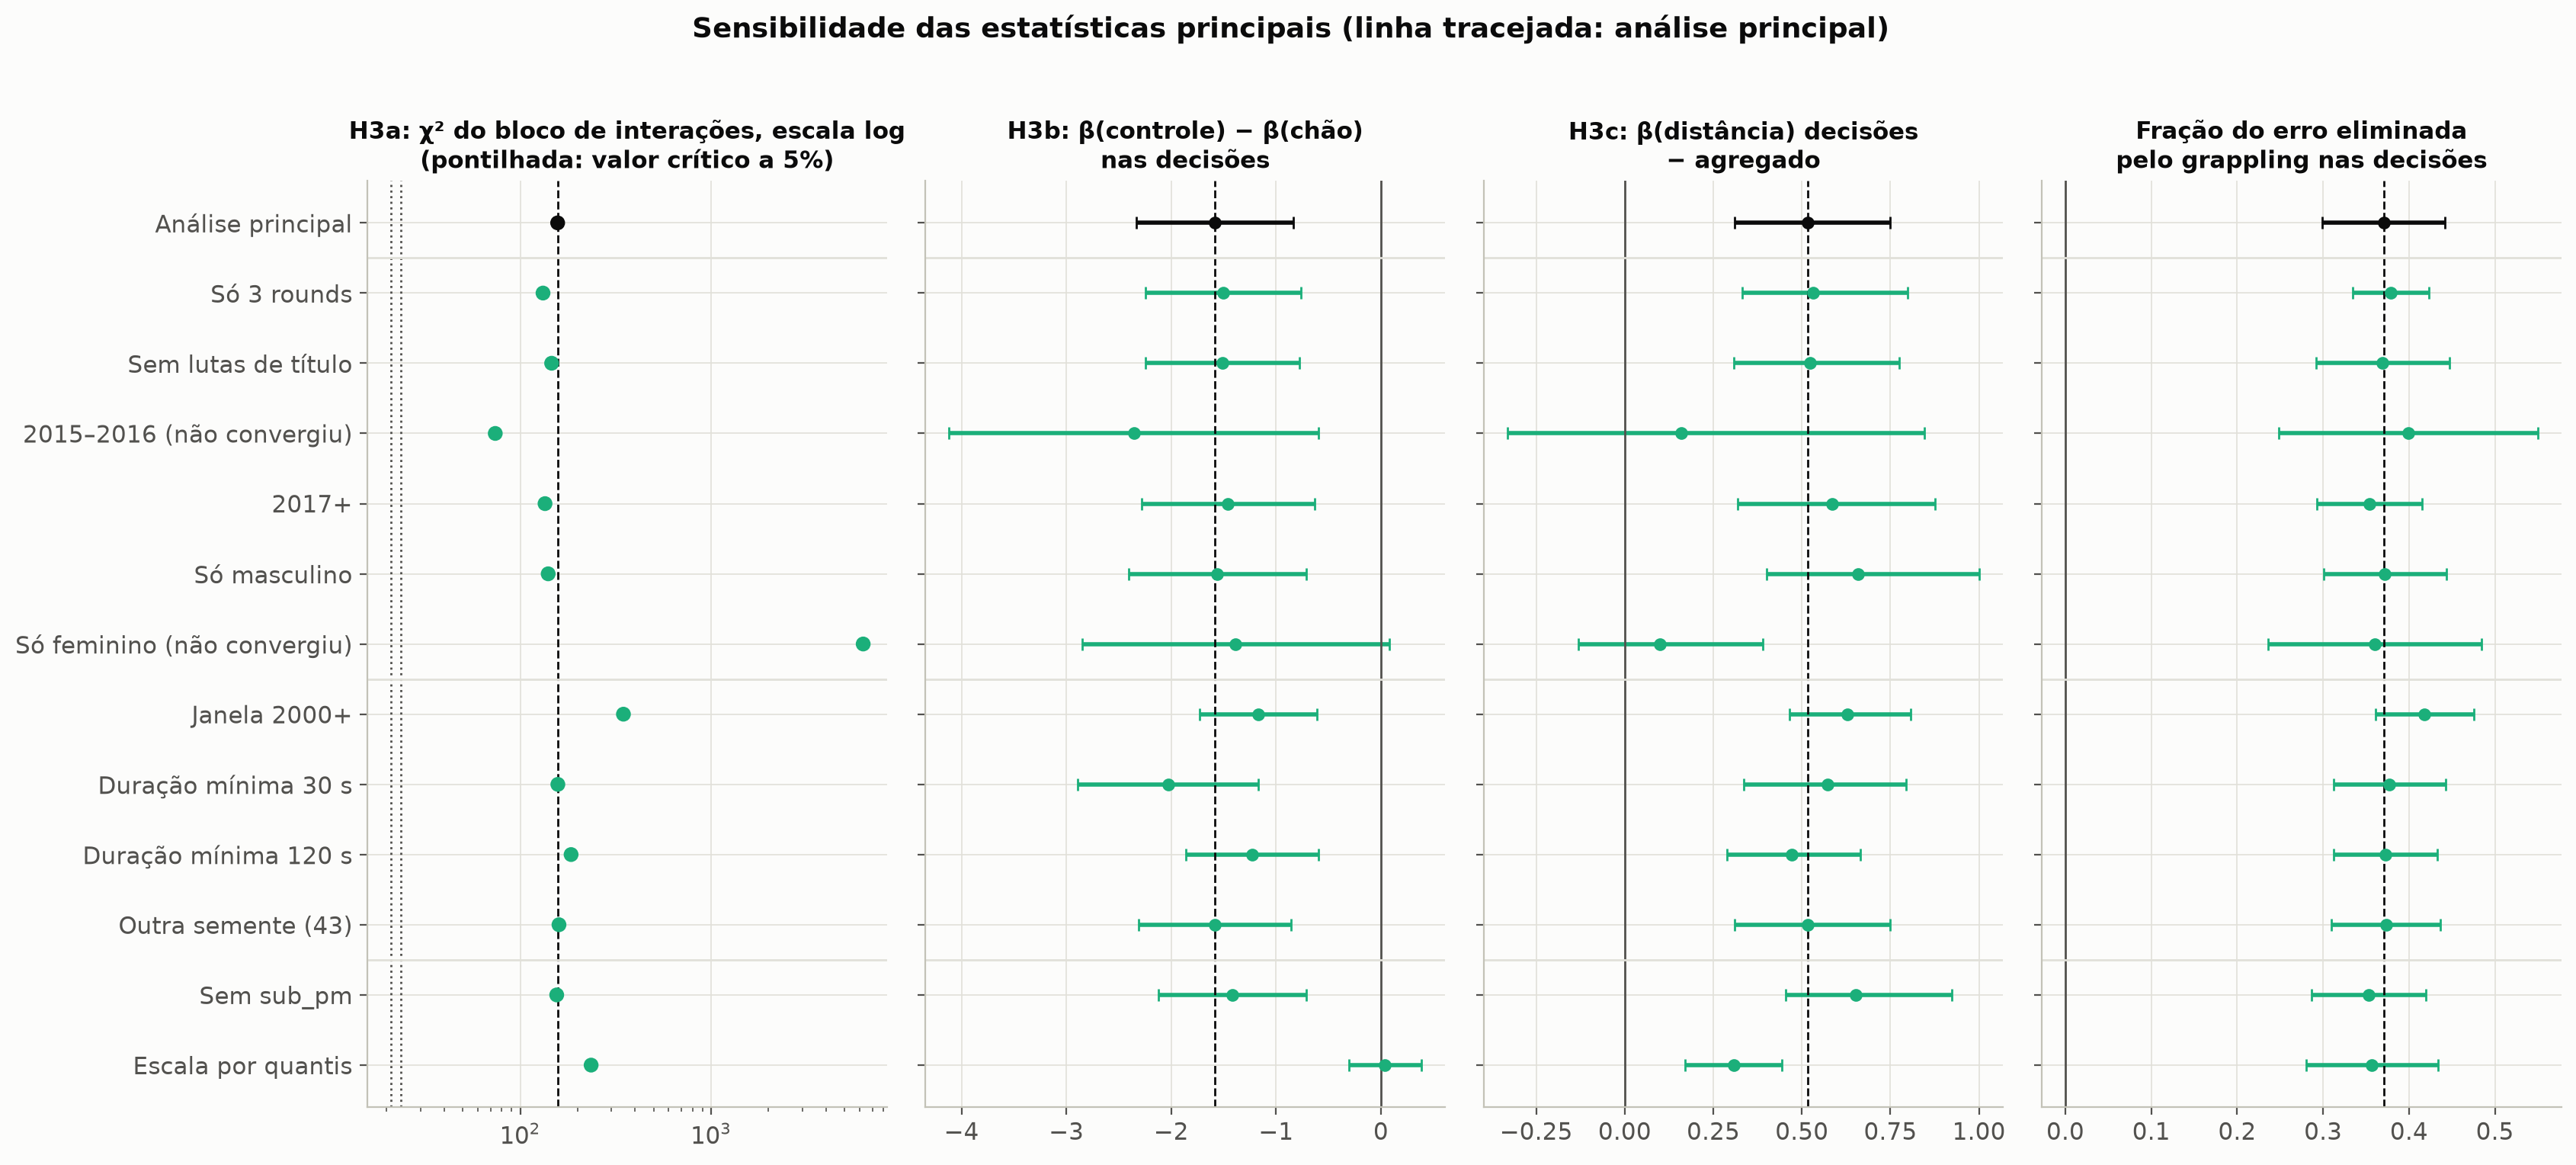 Sensibilidade das estatísticas principais (linha tracejada: análise principal)
H3a: χ² do bloco de interações, escala log
(pontilhada: valor crítico a 5%)
H3b: β(controle) − β(chão)
nas decisões
H3c: β(distância) decisões
− agregado
Fração do erro eliminada
pelo grappling nas decisões
Análise principal
Só 3 rounds
Sem lutas de título
2015–2016 (não convergiu)
2017+
Só masculino
Só feminino (não convergiu)
Janela 2000+
Duração mínima 30 s
Duração mínima 120 s
Outra semente (43)
Sem sub_pm
Escala por quantis
10² 10³
−4 −3 −2 −1 0
−0.25 0.00 0.25 0.50 0.75 1.00
0.0 0.1 0.2 0.3 0.4 0.5